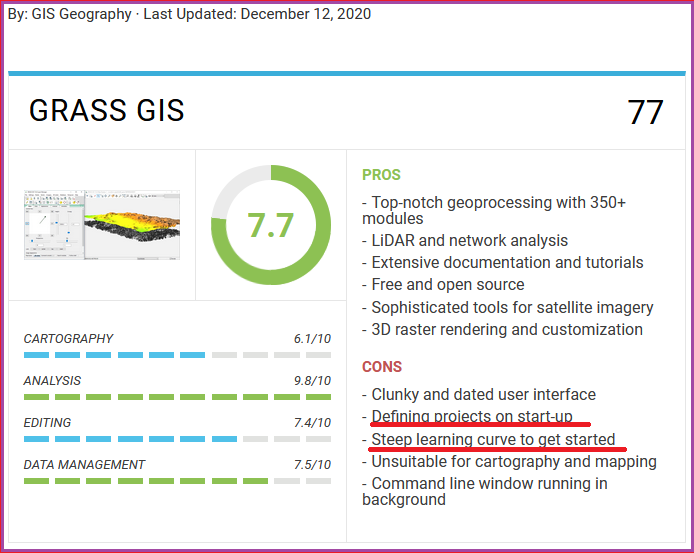 By: GIS Geography · Last Updated: December 12, 2020
GRASS GIS
77
7.7
CARTOGRAPHY 6.1/10
ANALYSIS 9.8/10
EDITING 7.4/10
DATA MANAGEMENT 7.5/10
PROS
- Top-notch geoprocessing with 350+
modules
- LiDAR and network analysis
- Extensive documentation and tutorials
- Free and open source
- Sophisticated tools for satellite imagery
- 3D raster rendering and customization
CONS
- Clunky and dated user interface
- Defining projects on start-up
- Steep learning curve to get started
- Unsuitable for cartography and mapping
- Command line window running in
background